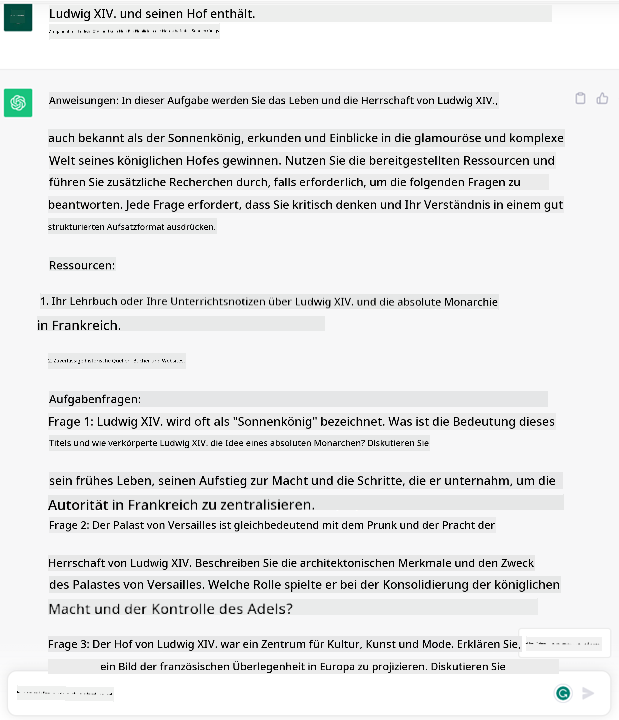 Ludwig XIV. und seinen Hof enthält.
Anweisungen: In dieser Aufgabe werden Sie das Leben und die Herrschaft von Ludwig XIV.,
auch bekannt als der Sonnenkönig, erkunden und Einblicke in die glamouröse und komplexe
Welt seines königlichen Hofes gewinnen. Nutzen Sie die bereitgestellten Ressourcen und
führen Sie zusätzliche Recherchen durch, falls erforderlich, um die folgenden Fragen zu
beantworten. Jede Frage erfordert, dass Sie kritisch denken und Ihr Verständnis in einem gut
strukturierten Aufsatzformat ausdrücken.
Ressourcen:
1. Ihr Lehrbuch oder Ihre Unterrichtsnotizen über Ludwig XIV. und die absolute Monarchie
in Frankreich.
2. Zuverlässige historische Quellen, Bücher und Websites.
Aufgabenfragen:
Frage 1: Ludwig XIV. wird oft als "Sonnenkönig" bezeichnet. Was ist die Bedeutung dieses
Titels und wie verkörperte Ludwig XIV. die Idee eines absoluten Monarchen? Diskutieren Sie
sein frühes Leben, seinen Aufstieg zur Macht und die Schritte, die er unternahm, um die
Autorität in Frankreich zu zentralisieren.
Frage 2: Der Palast von Versailles ist gleichbedeutend mit dem Prunk und der Pracht der
Herrschaft von Ludwig XIV. Beschreiben Sie die architektonischen Merkmale und den Zweck
des Palastes von Versailles. Welche Rolle spielte er bei der Konsolidierung der königlichen
Macht und der Kontrolle des Adels?
Frage 3: Der Hof von Ludwig XIV. war ein Zentrum für Kultur, Kunst und Mode. Erklären Sie,
ein Bild der französischen Überlegenheit in Europa zu projizieren. Diskutieren Sie